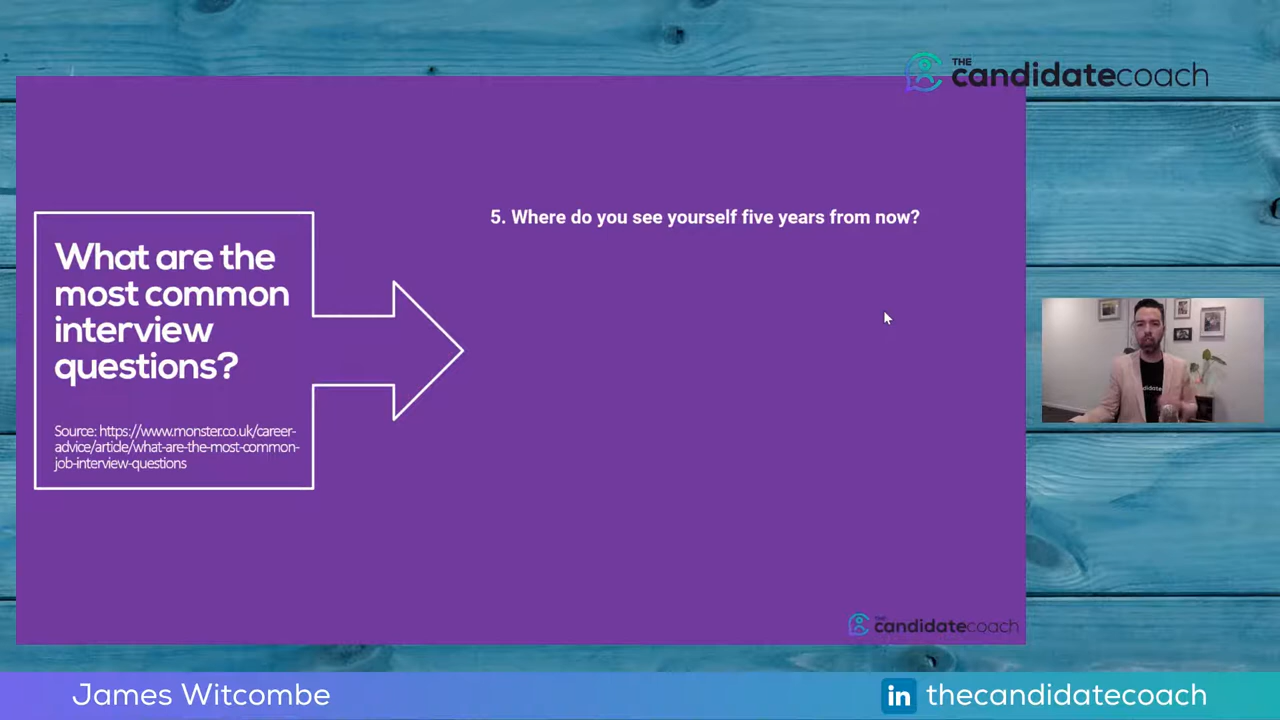 THE
candidatecoach
5. Where do you see yourself five years from now?
What are the
most common
interview
questions?
Source: https://www.monster.co.uk/career-
advice/article/what-are-the-most-common-
job-interview-questions
candidate
THE
candidatecoach
James Witcombe
in thecandidatecoach